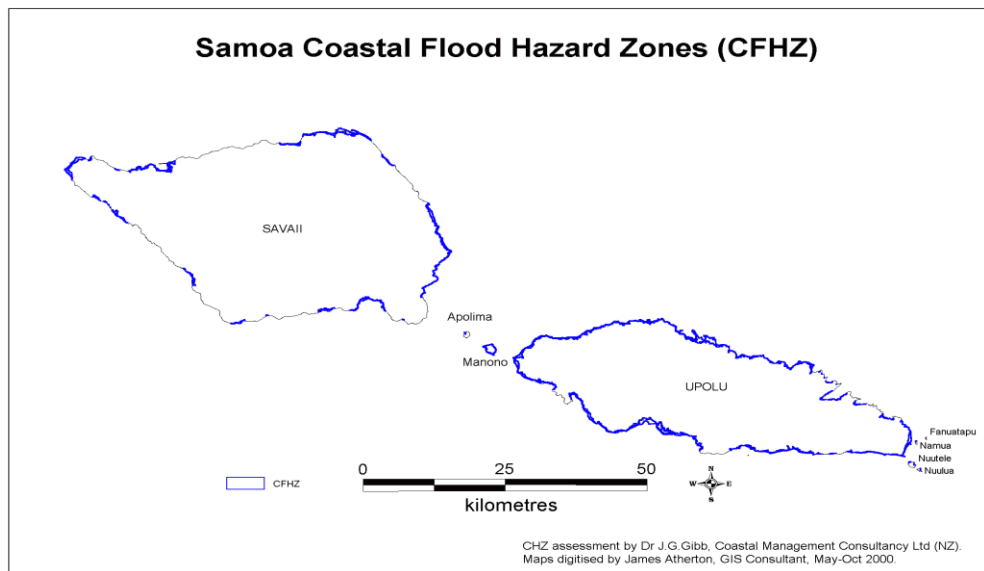 Samoa Coastal Flood Hazard Zones (CFHZ)
SAVAII
Apolima
Manono
UPOLU
Fanuatapu
Namua
Nuutele
Nuulua
CFHZ
0 25 50
kilometres
N
W E
S
CHZ assessment by Dr J.G.Gibb, Coastal Management Consultancy Ltd (NZ).
Maps digitised by James Atherton, GIS Consultant, May-Oct 2000.